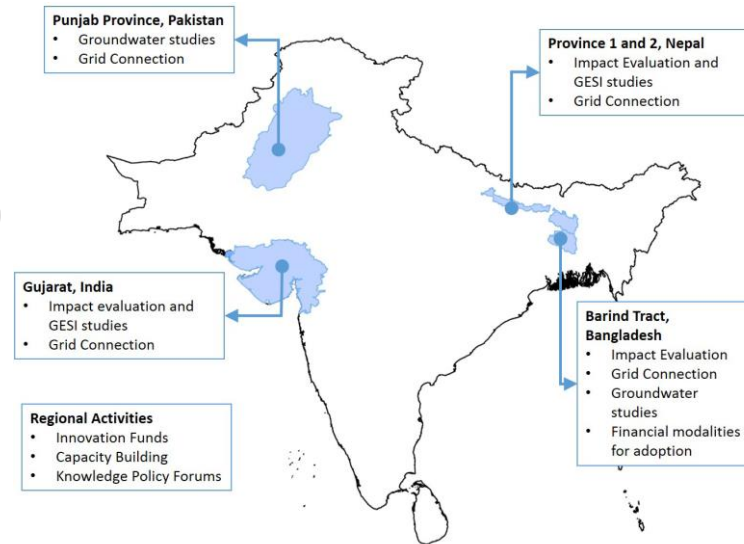 Punjab Province, Pakistan
• Groundwater studies
• Grid Connection
Province 1 and 2, Nepal
• Impact Evaluation and
GESI studies
• Grid Connection
Gujarat, India
• Impact evaluation and
GESI studies
• Grid Connection
Barind Tract,
Bangladesh
• Impact Evaluation
• Grid Connection
• Groundwater
studies
• Financial modalities
for adoption
Regional Activities
• Innovation Funds
• Capacity Building
• Knowledge Policy Forums